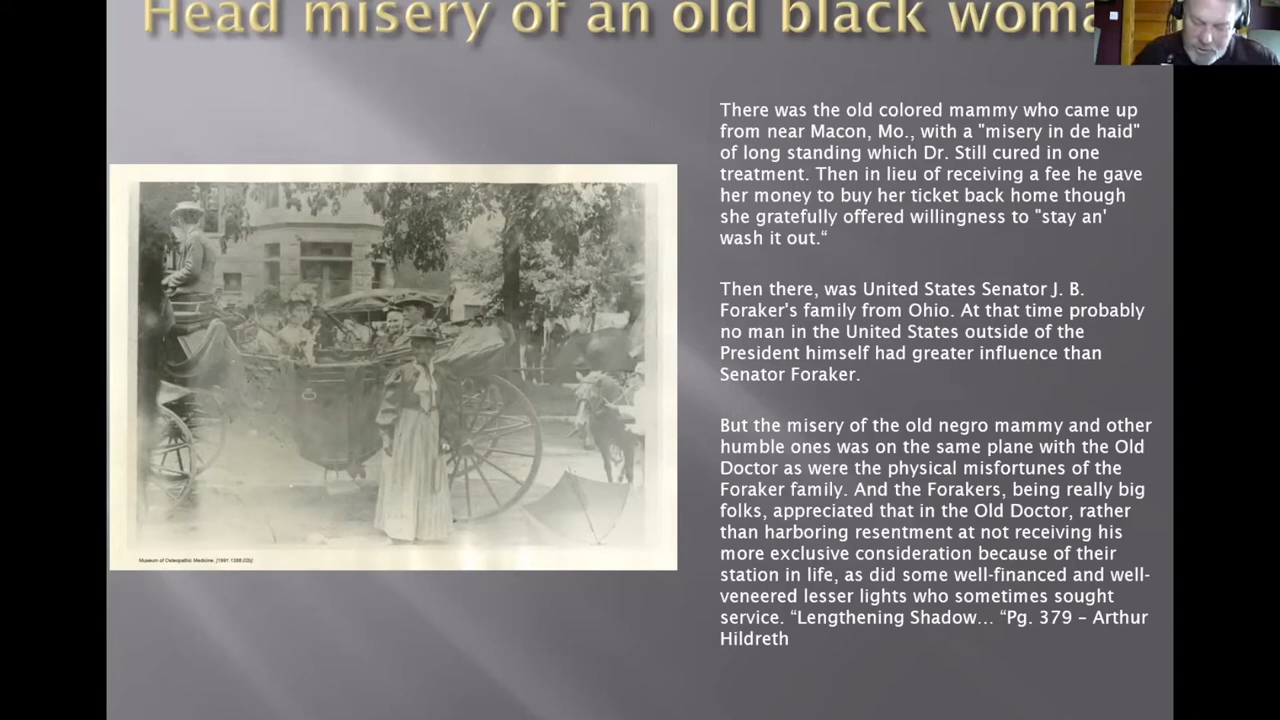 Head misery of an old black woma
There was the old colored mammy who came up
from near Macon, Mo., with a "misery in de haid"
of long standing which Dr. Still cured in one
treatment. Then in lieu of receiving a fee he gave
her money to buy her ticket back home though
she gratefully offered willingness to "stay an'
wash it out.“
Then there, was United States Senator J. B.
Foraker's family from Ohio. At that time probably
no man in the United States outside of the
President himself had greater influence than
Senator Foraker.
But the misery of the old negro mammy and other
humble ones was on the same plane with the Old
Doctor as were the physical misfortunes of the
Foraker family. And the Forakers, being really big
folks, appreciated that in the Old Doctor, rather
than harboring resentment at not receiving his
more exclusive consideration because of their
station in life, as did some well-financed and well-
veneered lesser lights who sometimes sought
service. “Lengthening Shadow… “Pg. 379 – Arthur
Hildreth
Museum of Osteopathic Medicine.